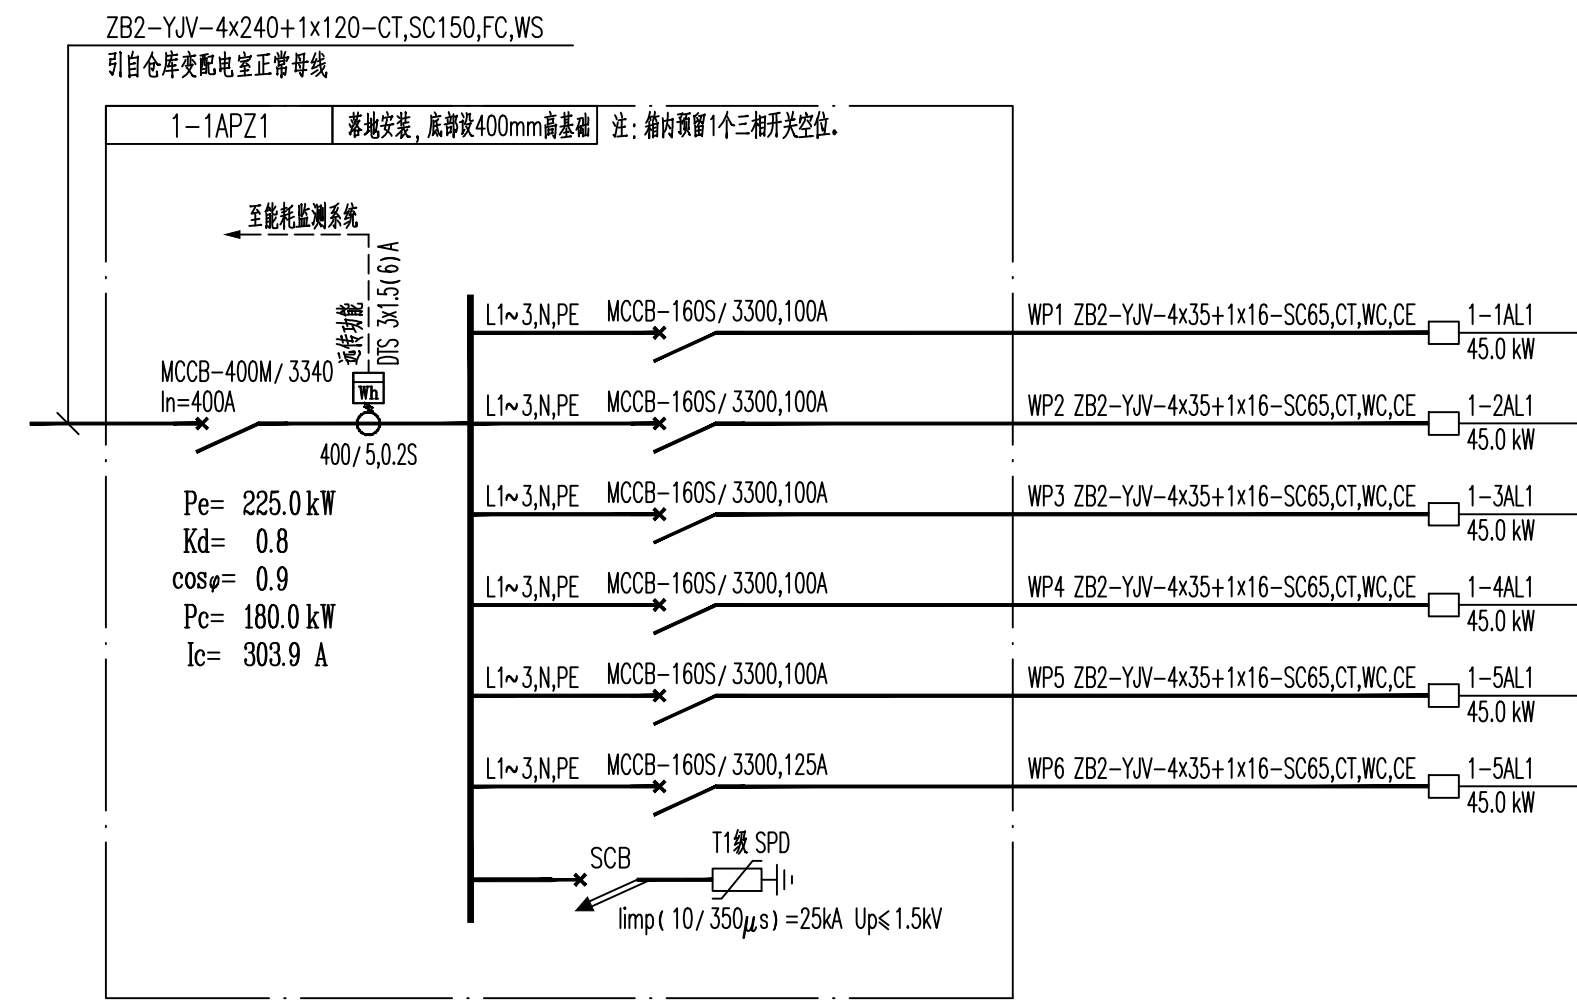 ZB2-YJV-4x240+1x120-CT,SC150,FC,WS
引自仓库变配电室正常母线
1-1APZ1 落地安装, 底部设400mm高基础 注: 箱内预留1个三相开关空位.
至能耗监测系统
远传功能
DTS 3x1.5(6)A
Wh
MCCB-400M/3340
In=400A
400/5,0.2S
Pe= 225.0 kW
Kd= 0.8
cosφ= 0.9
Pc= 180.0 kW
Ic= 303.9 A
L1~3,N,PE MCCB-160S/3300,100A WP1 ZB2-YJV-4x35+1x16-SC65,CT,WC,CE 1-1AL1
45.0 kW
L1~3,N,PE MCCB-160S/3300,100A WP2 ZB2-YJV-4x35+1x16-SC65,CT,WC,CE 1-2AL1
45.0 kW
L1~3,N,PE MCCB-160S/3300,100A WP3 ZB2-YJV-4x35+1x16-SC65,CT,WC,CE 1-3AL1
45.0 kW
L1~3,N,PE MCCB-160S/3300,100A WP4 ZB2-YJV-4x35+1x16-SC65,CT,WC,CE 1-4AL1
45.0 kW
L1~3,N,PE MCCB-160S/3300,100A WP5 ZB2-YJV-4x35+1x16-SC65,CT,WC,CE 1-5AL1
45.0 kW
L1~3,N,PE MCCB-160S/3300,125A WP6 ZB2-YJV-4x35+1x16-SC65,CT,WC,CE 1-5AL1
45.0 kW
SCB T1级 SPD
Iimp(10/350μs)=25kA Up≤1.5kV